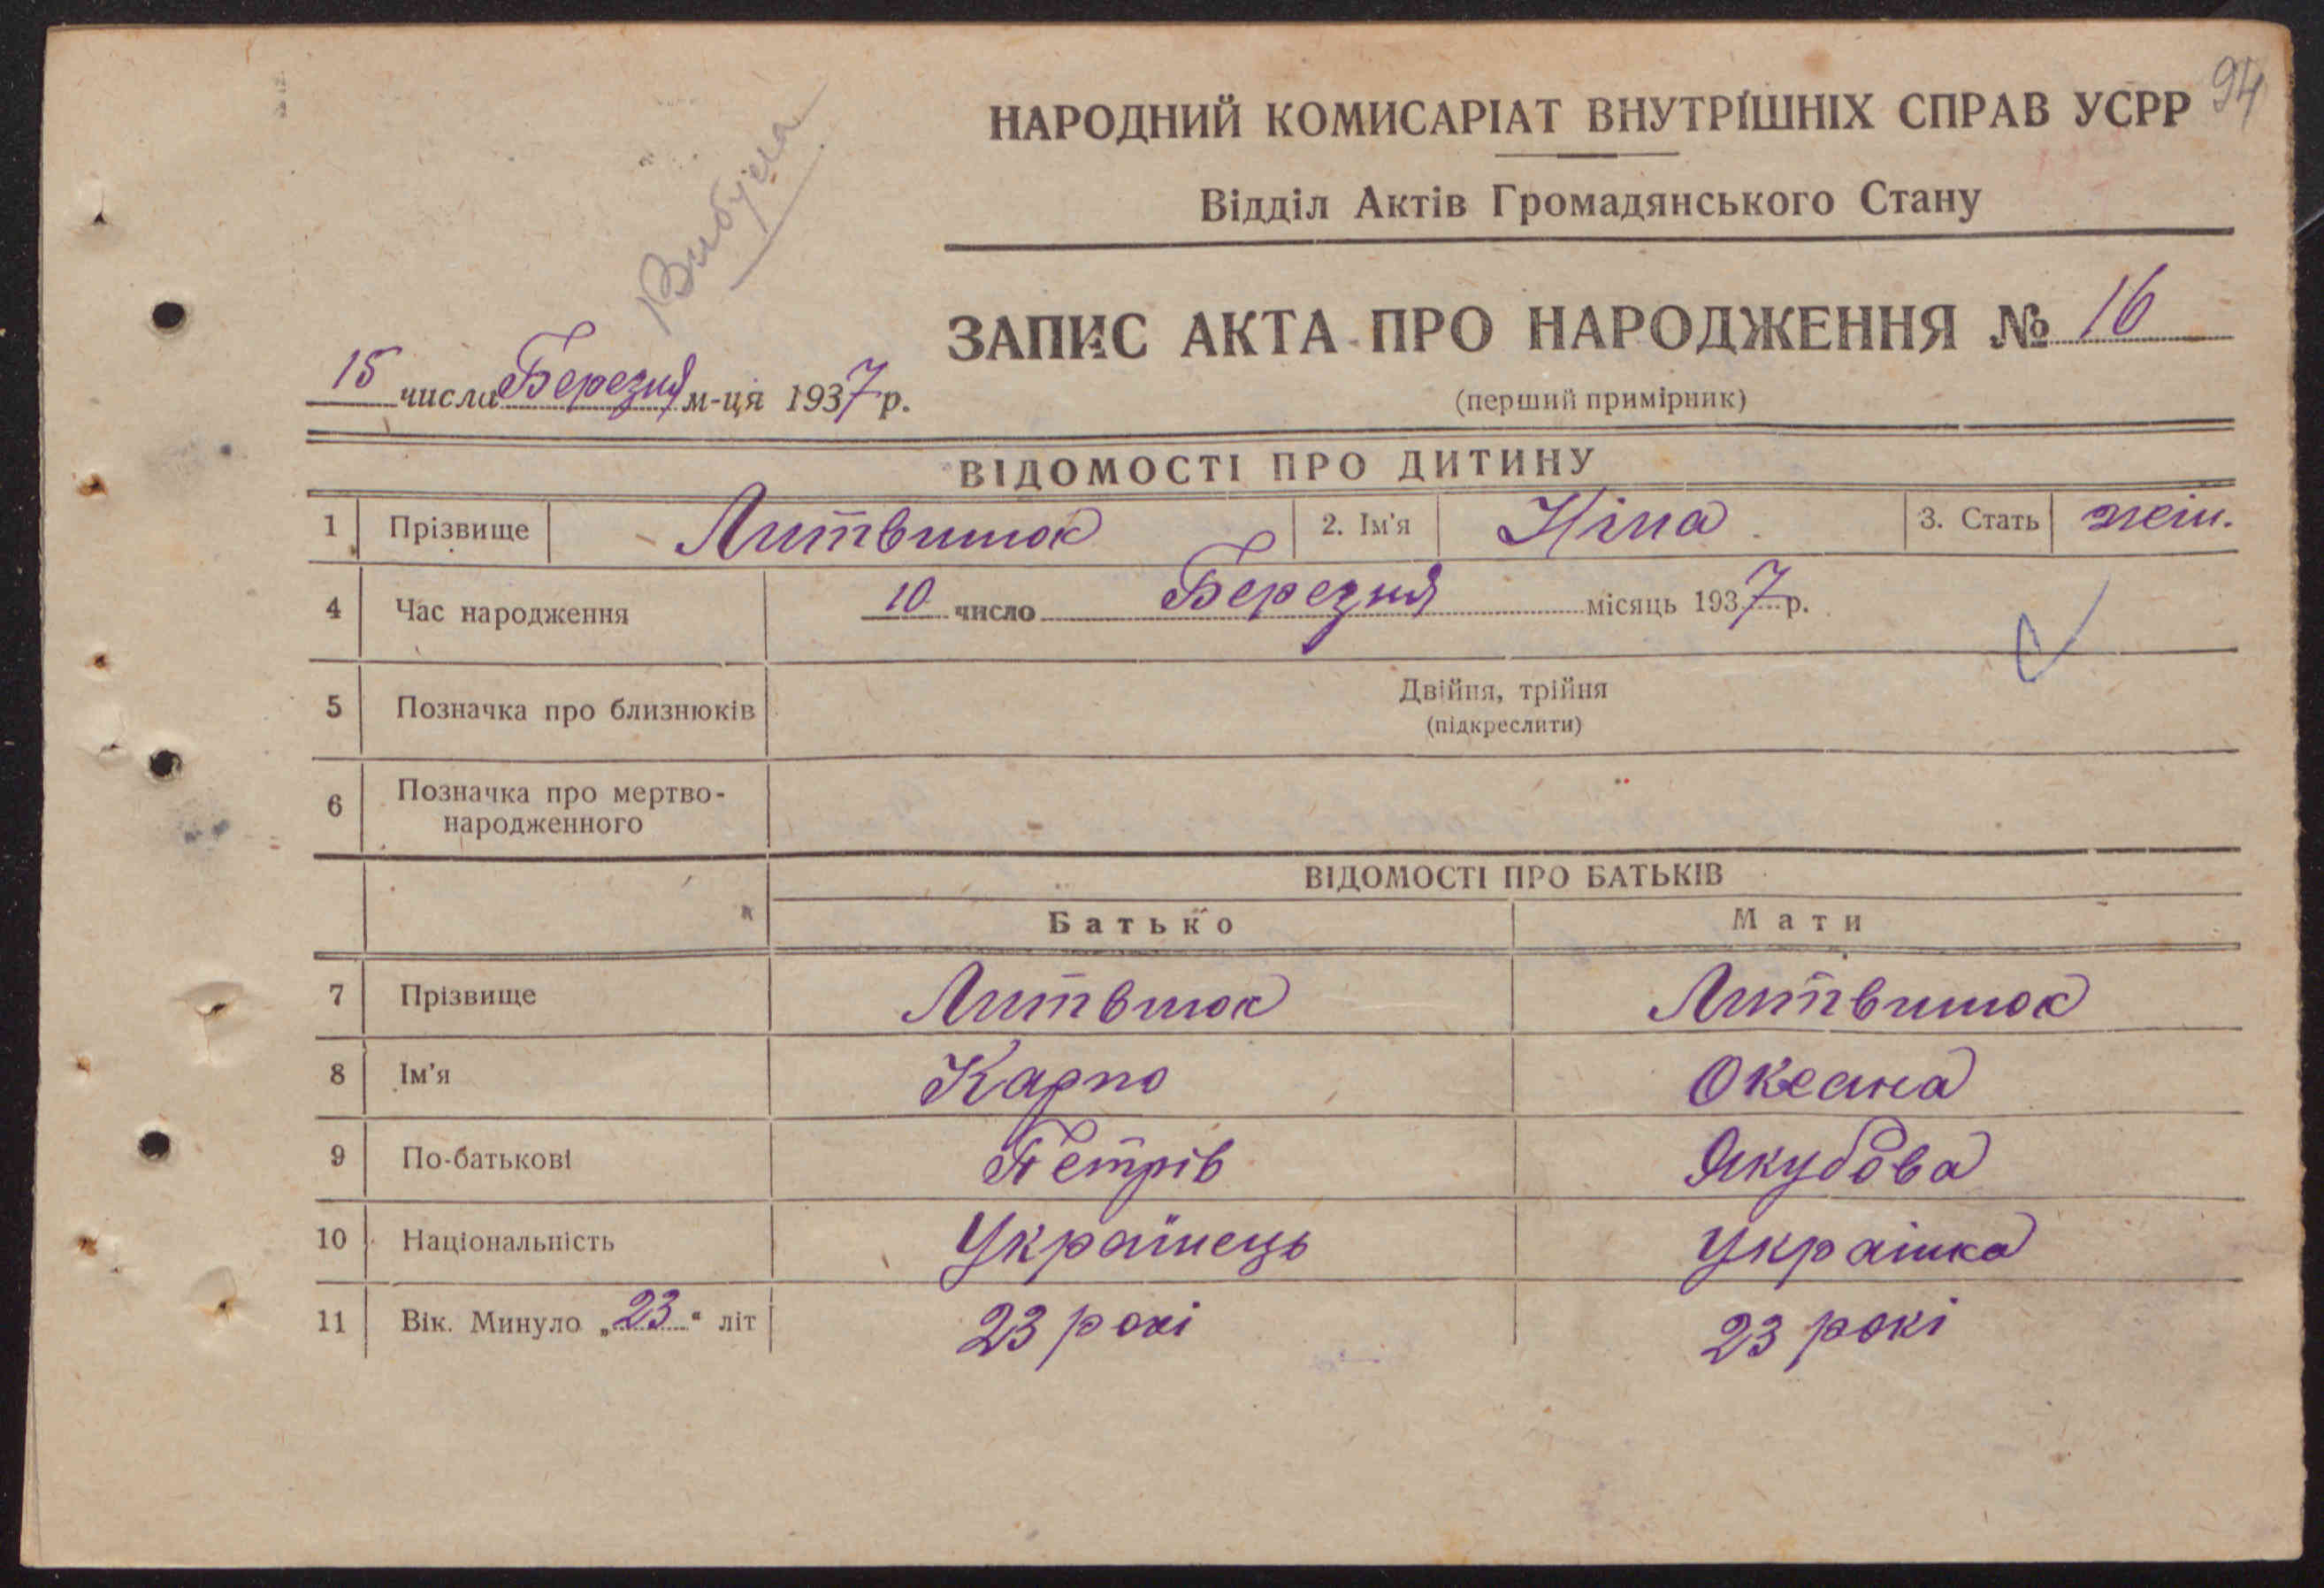 94
НАРОДНИЙ КОМИСАРІАТ ВНУТРІШНІХ СПРАВ УСРР
Відділ Актів Громадянського Стану
Вибула
ЗАПИС АКТА ПРО НАРОДЖЕННЯ № 16
(перший примірник)
15 числа Березня м-ця 1937 р.
ВІДОМОСТІ ПРО ДИТИНУ
1 Прізвище Литвинюк 2. Ім'я Ніна 3. Стать жін.
4 Час народження 10 число Березня місяць 1937 р.
5 Позначка про близнюків Двійня, трійня
(підкреслити)
6 Позначка про мертво-
народженного
ВІДОМОСТІ ПРО БАТЬКІВ
Батько Мати
7 Прізвище Литвинюк Литвинюк
8 Ім'я Карпо Оксана
9 По-батькові Петрів Якубова
10 Національність Українець Українка
11 Вік. Минуло „23“ літ 23 рокі 23 рокі